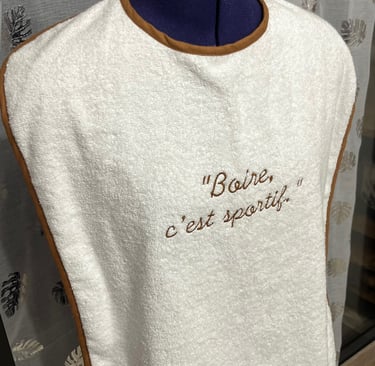 "Boire,
c'est sportif."